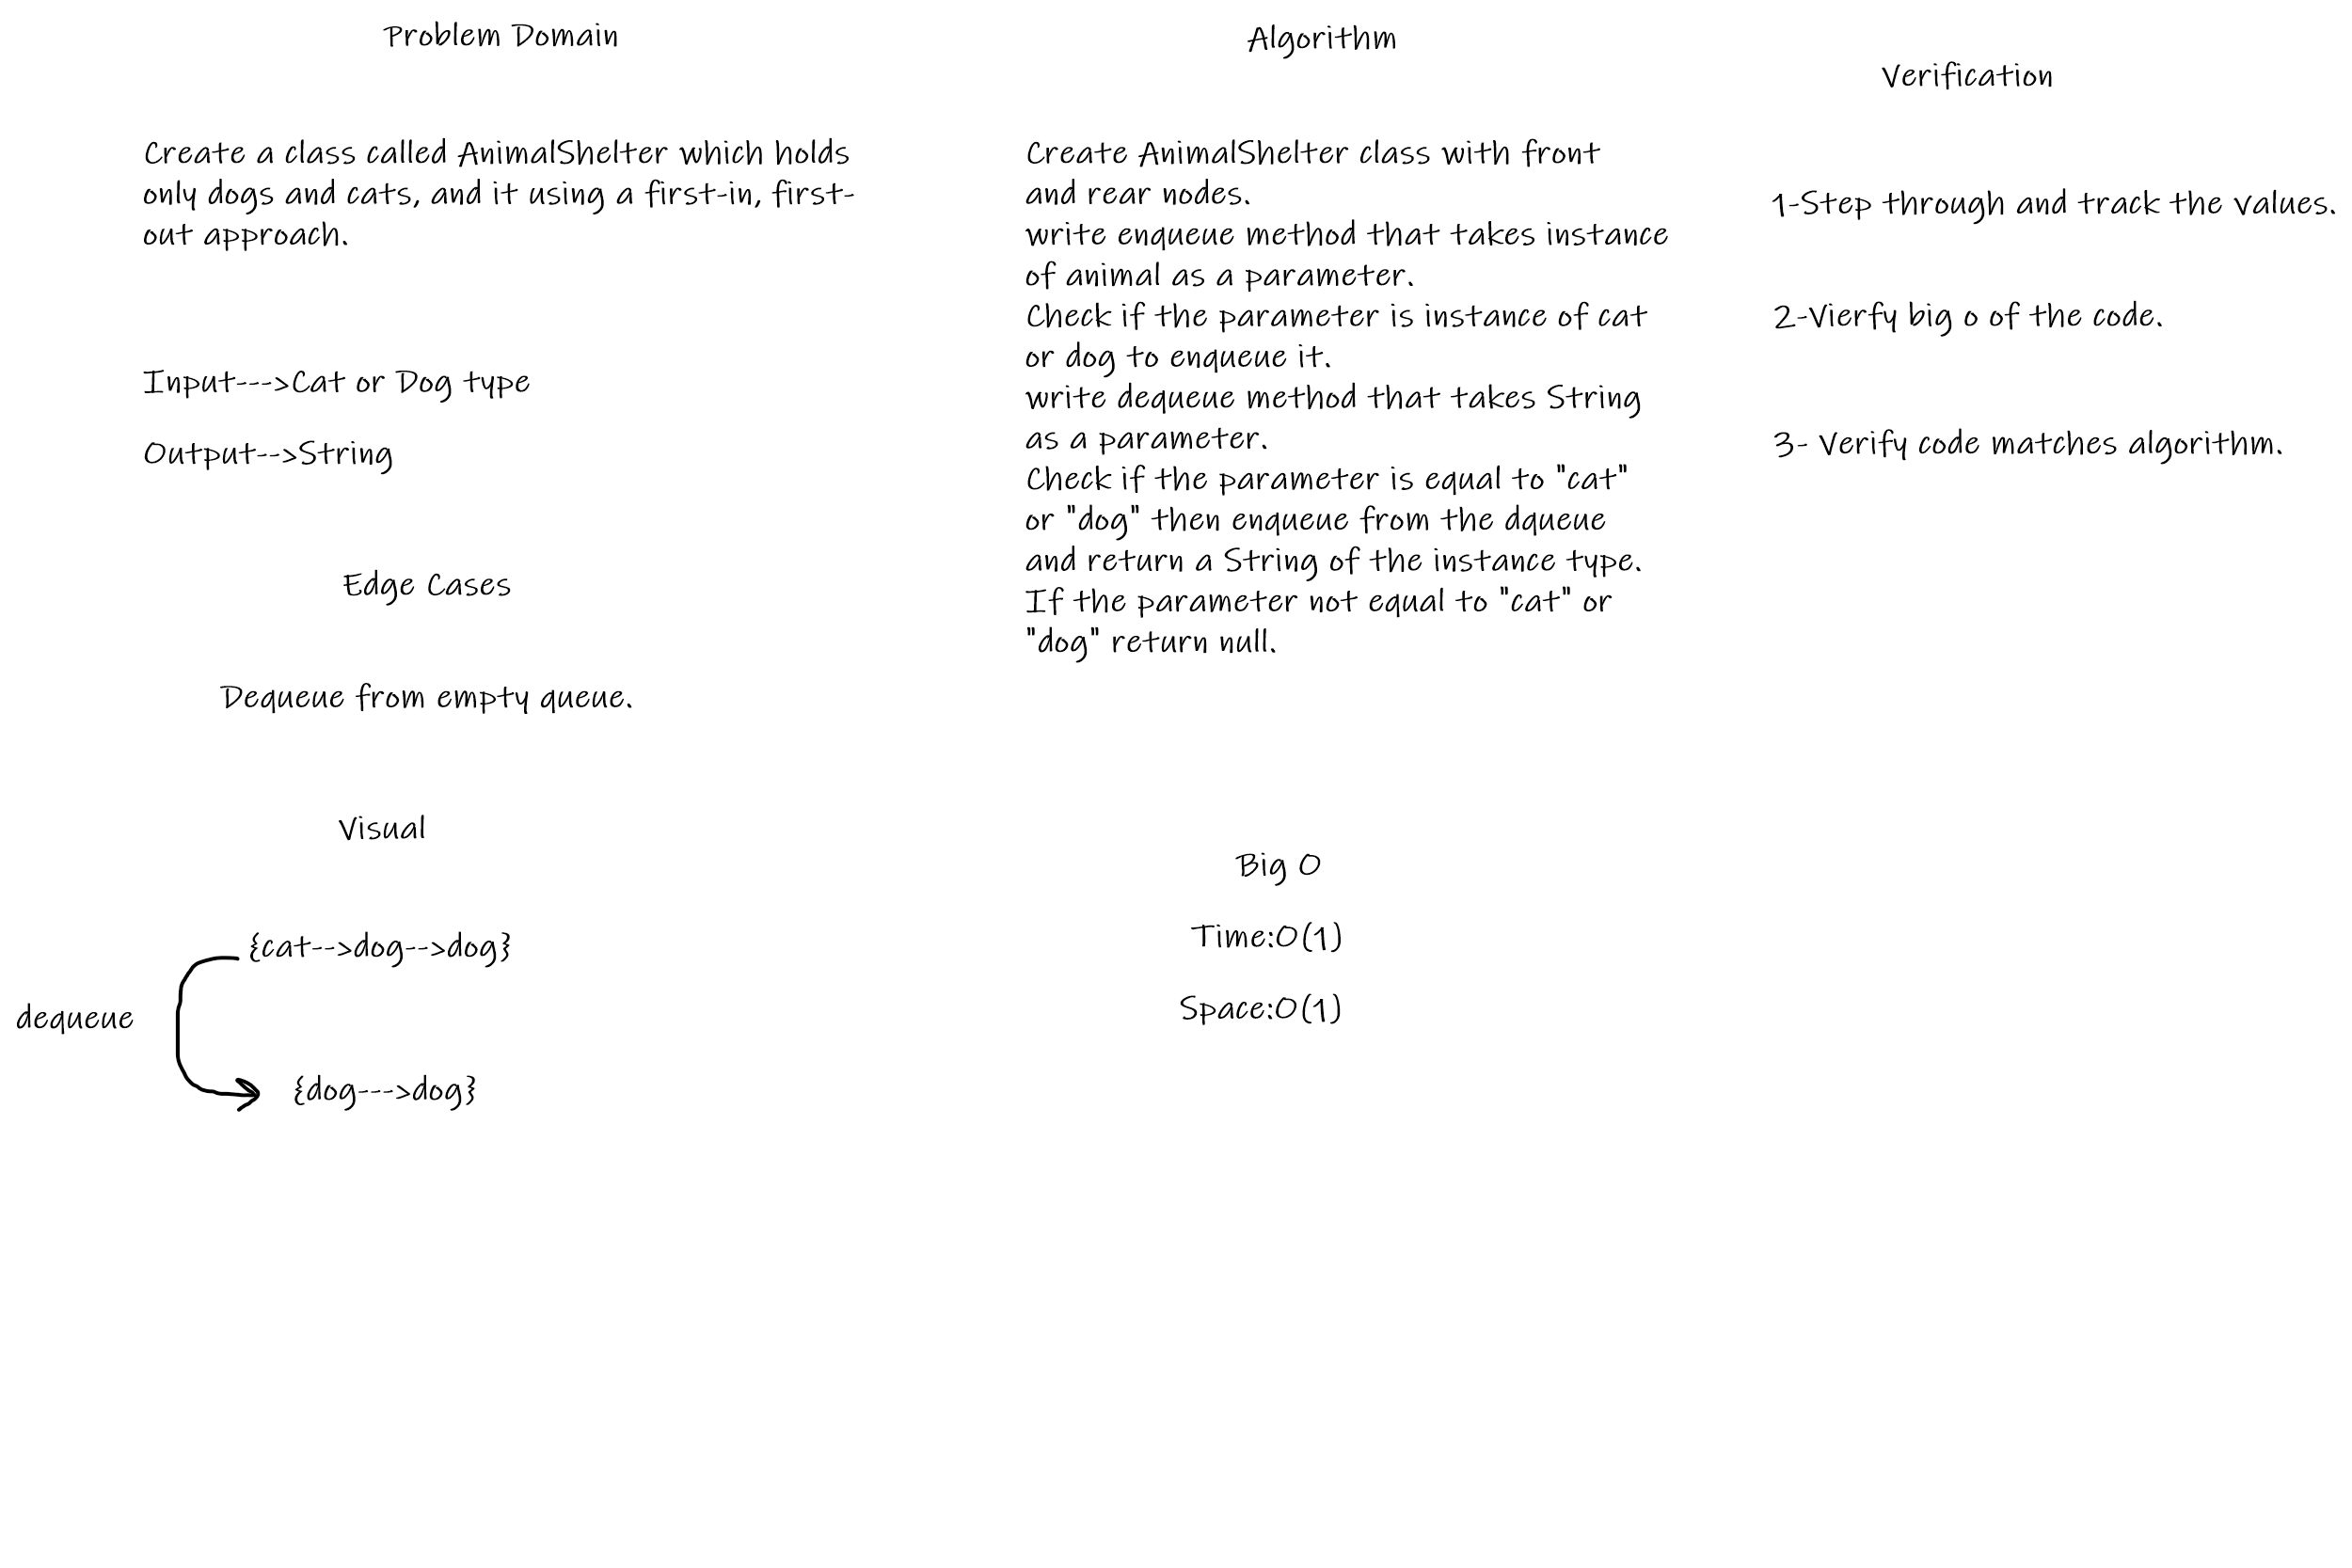 Problem Domain
Create a class called AnimalShelter which holds
only dogs and cats, and it using a first-in, first-
out approach.
Input--->Cat or Dog type
Output-->String
Edge Cases
Dequeue from empty queue.
Visual
{cat-->dog-->dog}
dequeue
{dog--->dog}
Algorithm
Create AnimalShelter class with front
and rear nodes.
write enqueue method that takes instance
of animal as a parameter.
Check if the parameter is instance of cat
or dog to enqueue it.
write dequeue method that takes String
as a parameter.
Check if the parameter is equal to "cat"
or "dog" then enqueue from the dqueue
and return a String of the instance type.
If the parameter not equal to "cat" or
"dog" return null.
Big O
Time:O(1)
Space:O(1)
Verification
1-Step through and track the values.
2-Vierfy big o of the code.
3- Verify code matches algorithm.